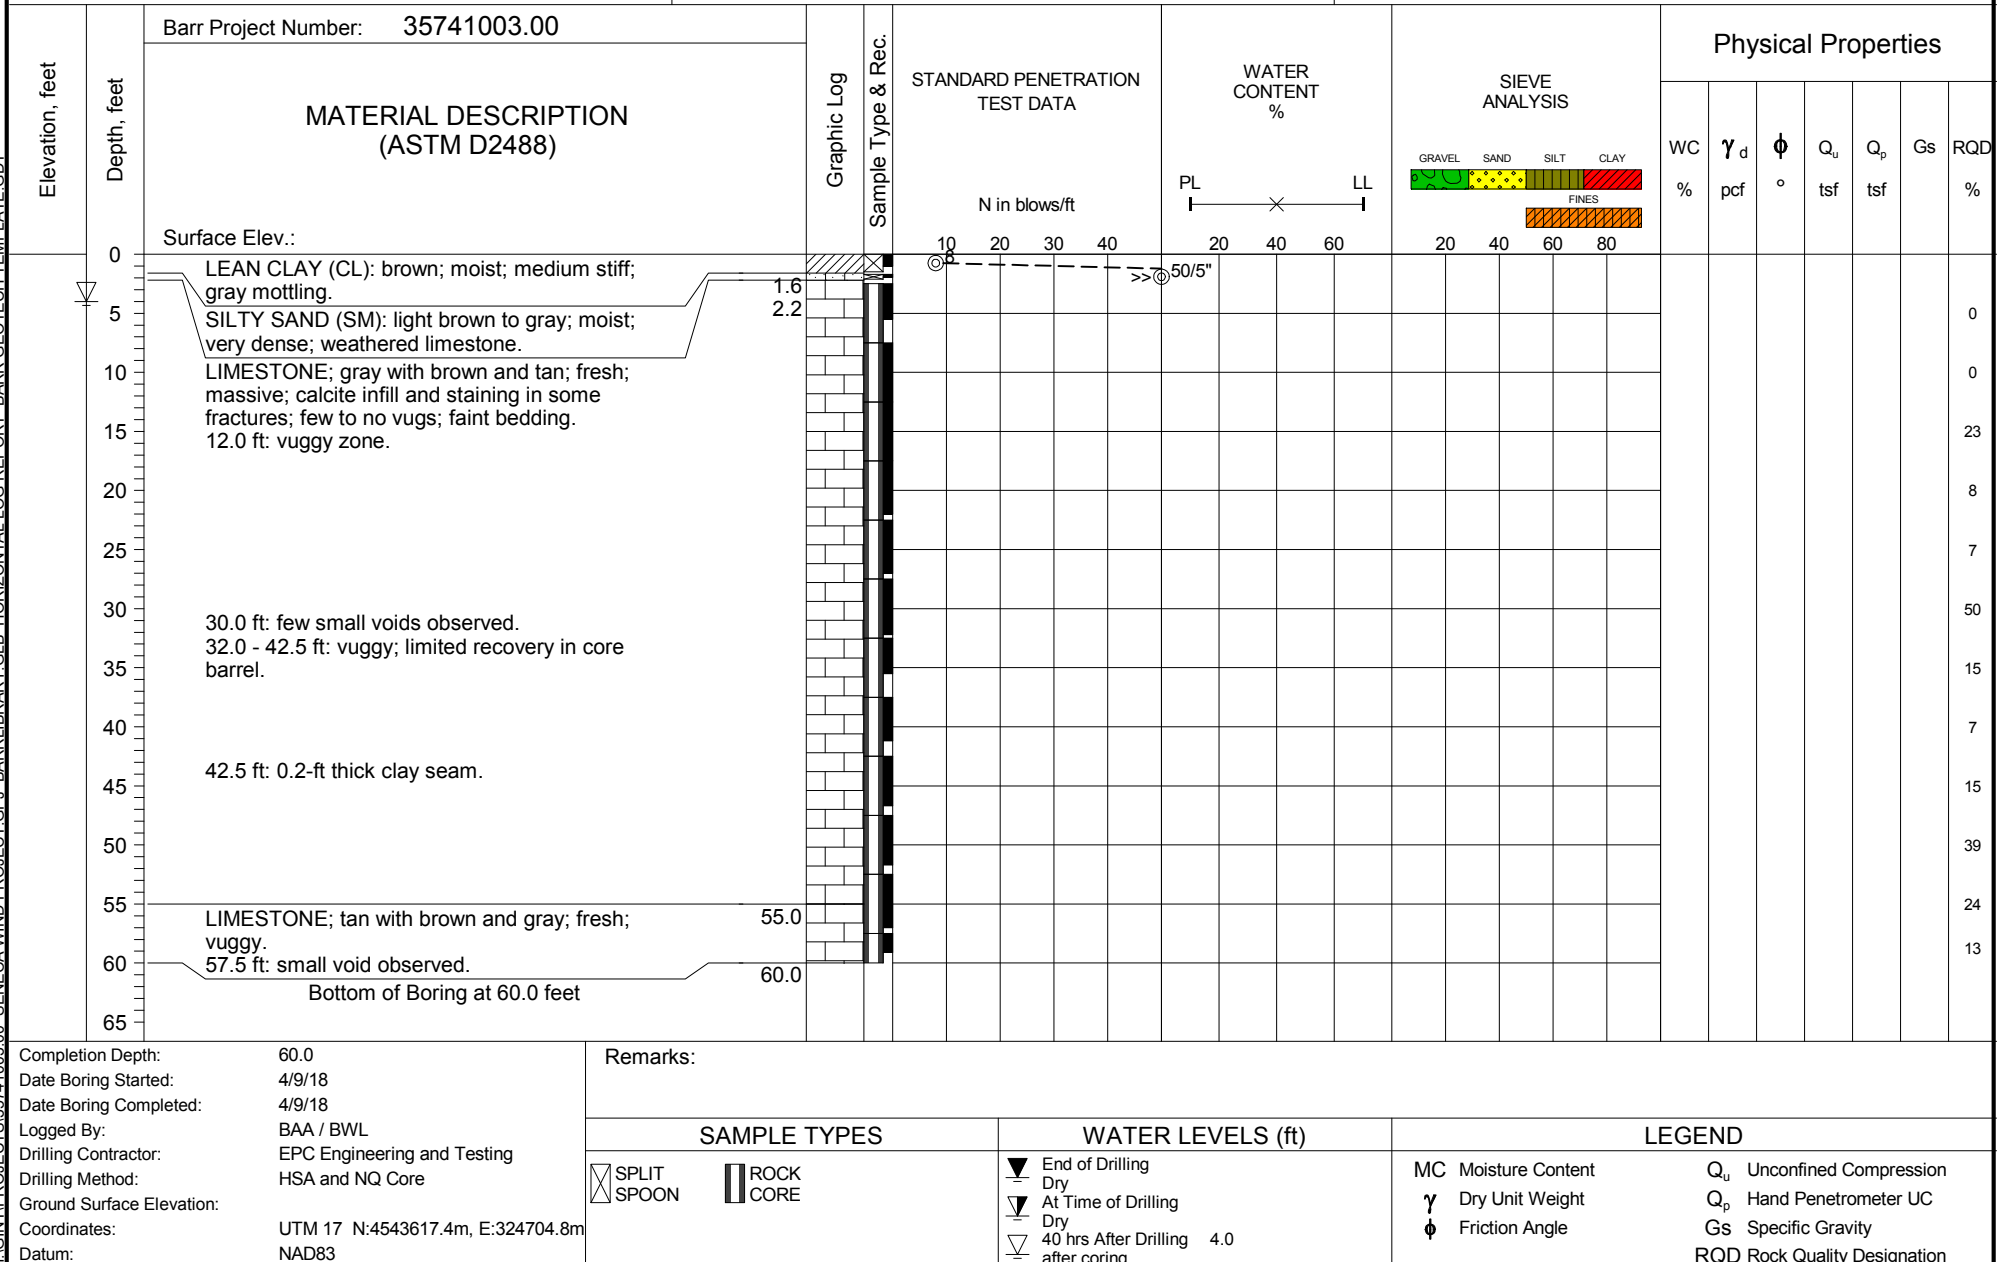 Barr Project Number: 35741003.00
Elevation, feet
Depth, feet
MATERIAL DESCRIPTION
(ASTM D2488)
Surface Elev.:
Graphic Log
Sample Type & Rec.
STANDARD PENETRATION
TEST DATA
N in blows/ft
10 20 30 40
WATER
CONTENT
%
PL LL
20 40 60
SIEVE
ANALYSIS
GRAVEL SAND SILT CLAY
FINES
20 40 60 80
Physical Properties
WC γd ϕ Qu Qp Gs RQD
% pcf ° tsf tsf %
0
LEAN CLAY (CL): brown; moist; medium stiff;
gray mottling.
1.6
8
>> 50/5"
5
SILTY SAND (SM): light brown to gray; moist;
very dense; weathered limestone.
2.2
0
10
LIMESTONE; gray with brown and tan; fresh;
massive; calcite infill and staining in some
fractures; few to no vugs; faint bedding.
12.0 ft: vuggy zone.
0
15
23
20
8
25
7
30
50
30.0 ft: few small voids observed.
32.0 - 42.5 ft: vuggy; limited recovery in core
barrel.
35
15
40
7
42.5 ft: 0.2-ft thick clay seam.
45
15
50
39
55
24
LIMESTONE; tan with brown and gray; fresh;
vuggy.
55.0
57.5 ft: small void observed.
13
60
60.0
Bottom of Boring at 60.0 feet
65
Completion Depth: 60.0
Date Boring Started: 4/9/18
Date Boring Completed: 4/9/18
Logged By: BAA / BWL
Drilling Contractor: EPC Engineering and Testing
Drilling Method: HSA and NQ Core
Ground Surface Elevation:
Coordinates: UTM 17 N:4543617.4m, E:324704.8m
Datum: NAD83
Remarks:
SAMPLE TYPES
SPLIT
SPOON
ROCK
CORE
WATER LEVELS (ft)
End of Drilling
Dry
At Time of Drilling
Dry
40 hrs After Drilling 4.0
after coring
LEGEND
MC Moisture Content
γ Dry Unit Weight
ϕ Friction Angle
Qu Unconfined Compression
Qp Hand Penetrometer UC
Gs Specific Gravity
RQD Rock Quality Designation